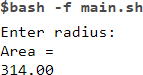 $bash -f main.sh
Enter radius:
Area =
314.00